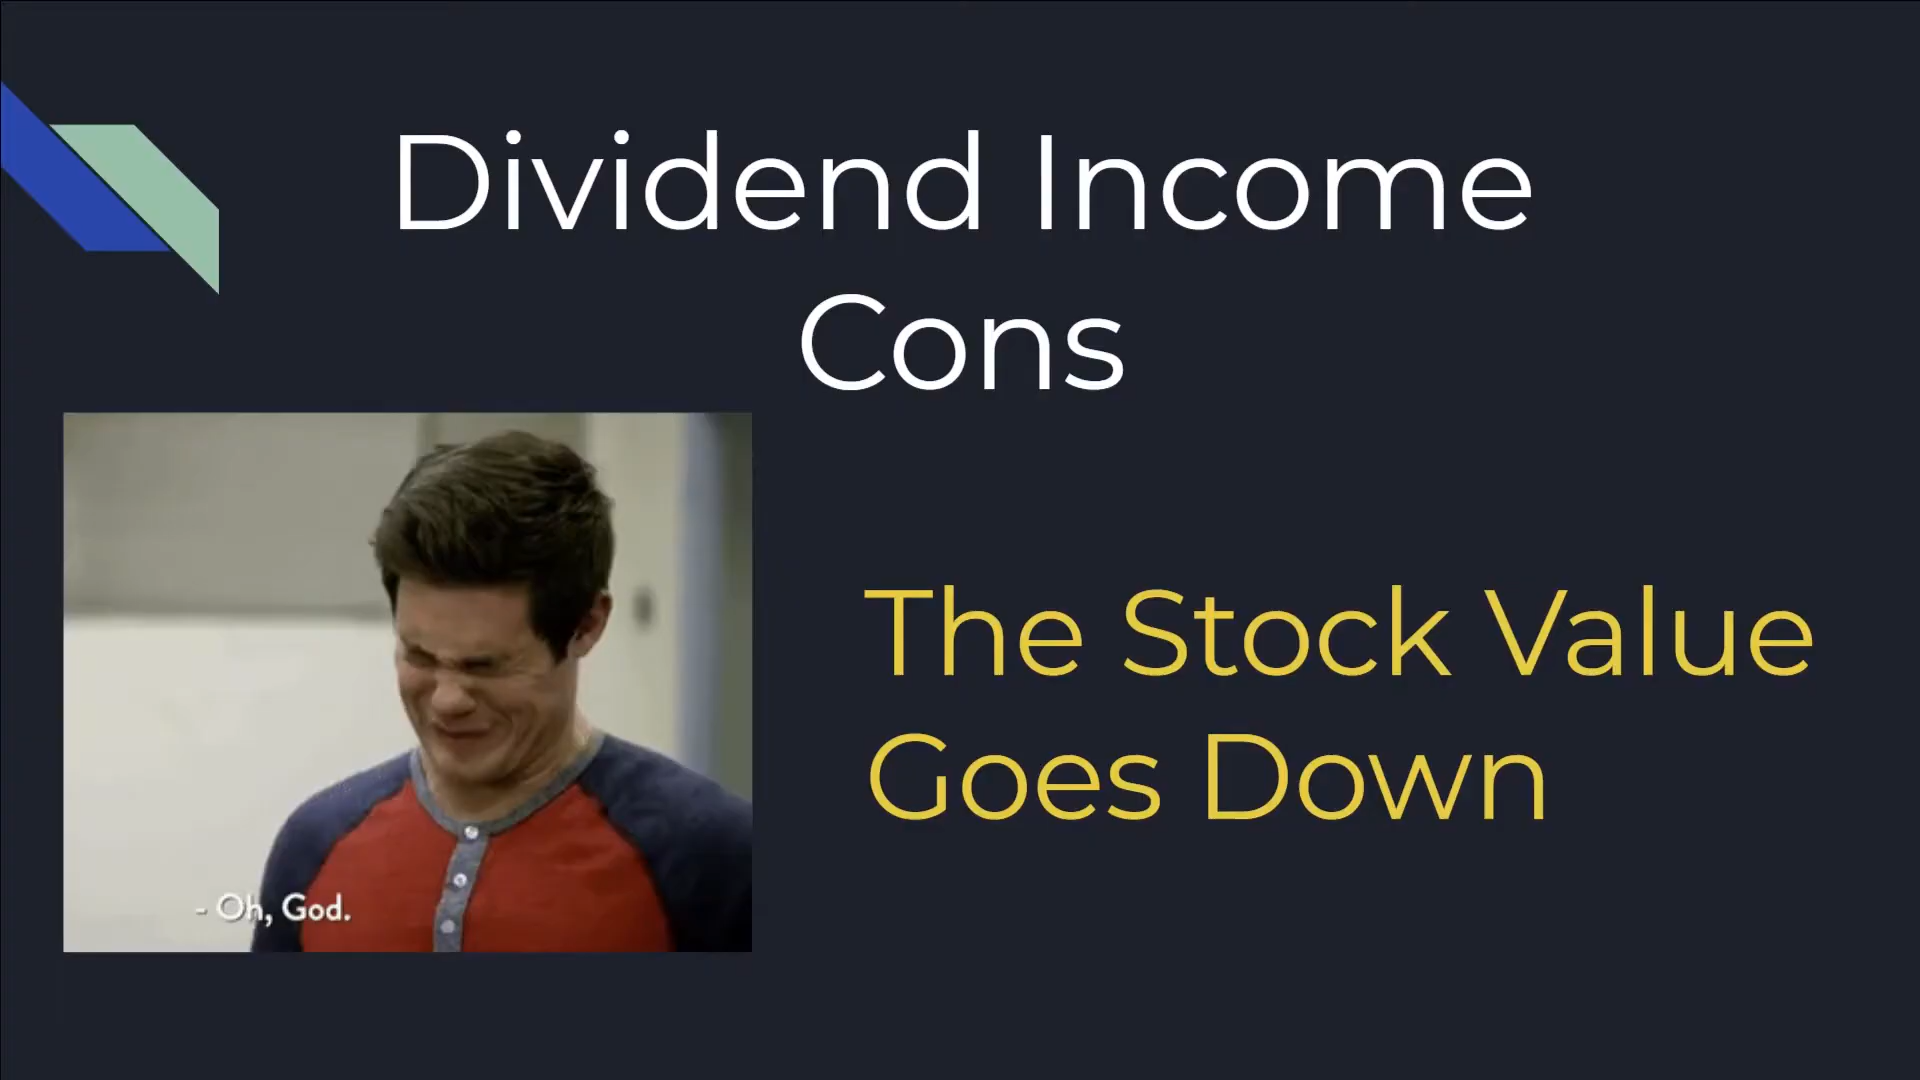 Dividend Income
Cons
The Stock Value
Goes Down
- Oh, God.